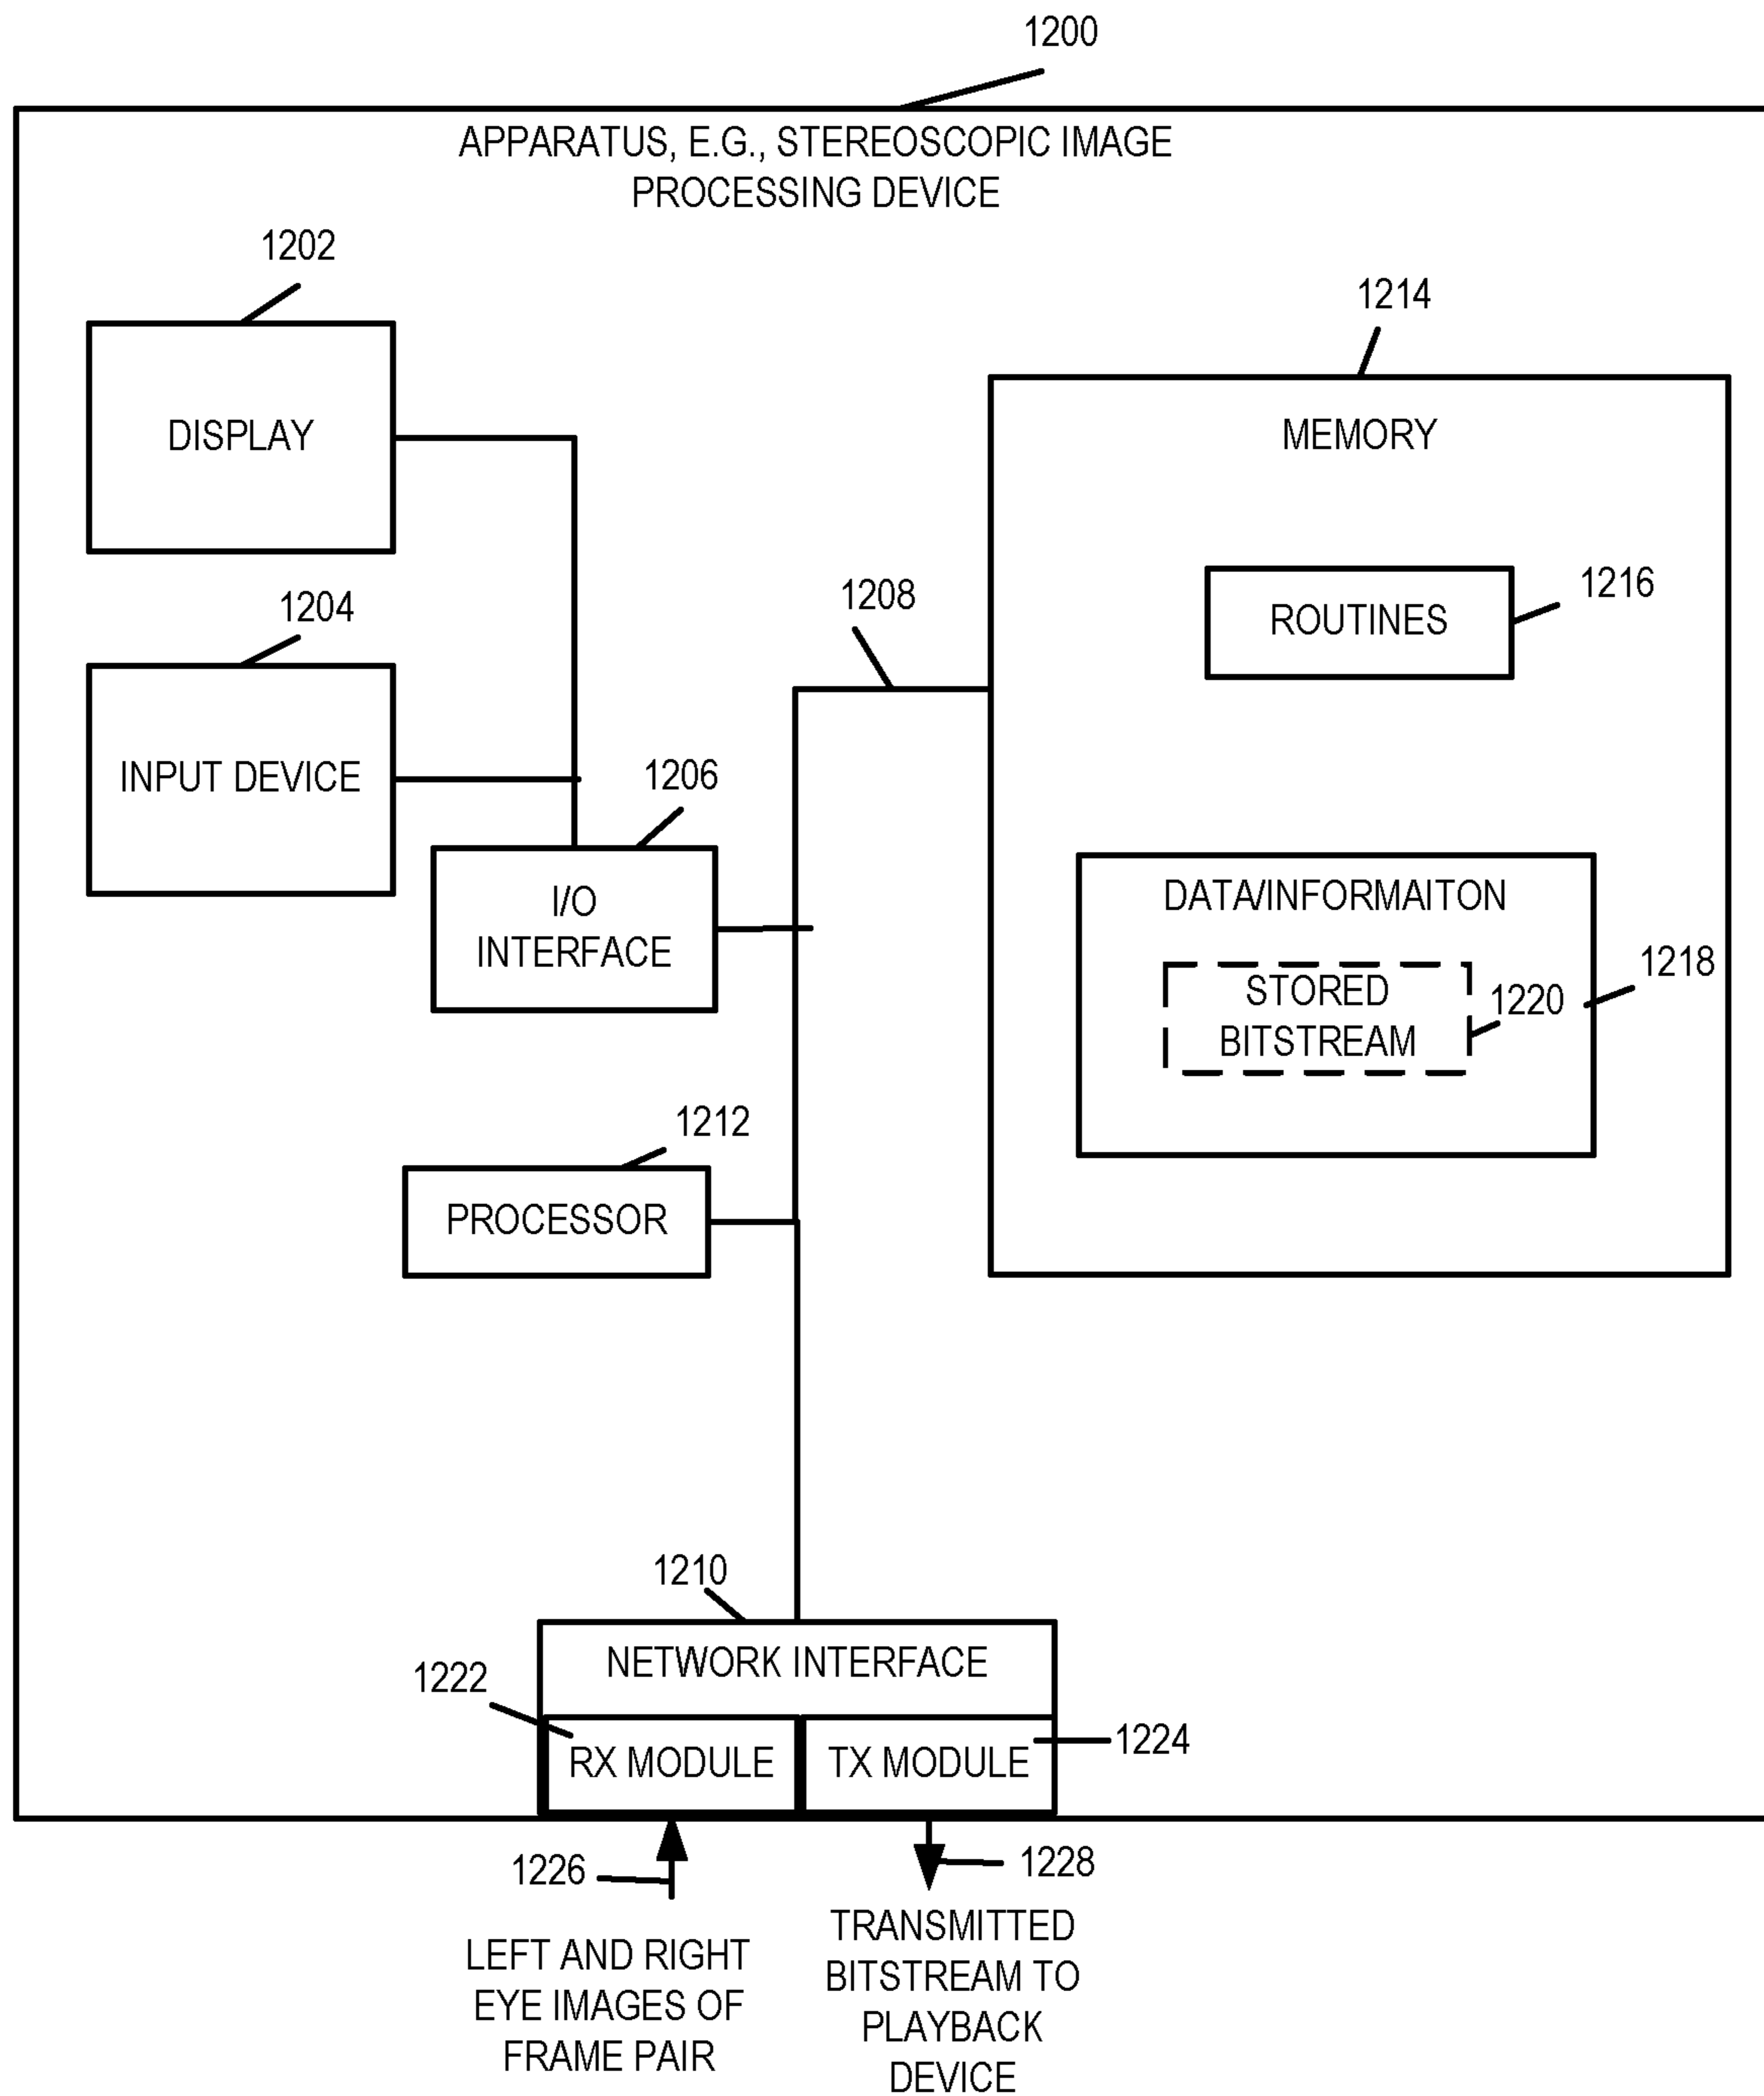 1200
APPARATUS, E.G., STEREOSCOPIC IMAGE
PROCESSING DEVICE
1202
DISPLAY
1204
INPUT DEVICE
1206
I/O
INTERFACE
1208
1214
MEMORY
ROUTINES
1216
DATA/INFORMAITON
1218
STORED
BITSTREAM
1220
1212
PROCESSOR
1210
NETWORK INTERFACE
1222
RX MODULE
TX MODULE
1224
1226
LEFT AND RIGHT
EYE IMAGES OF
FRAME PAIR
1228
TRANSMITTED
BITSTREAM TO
PLAYBACK
DEVICE